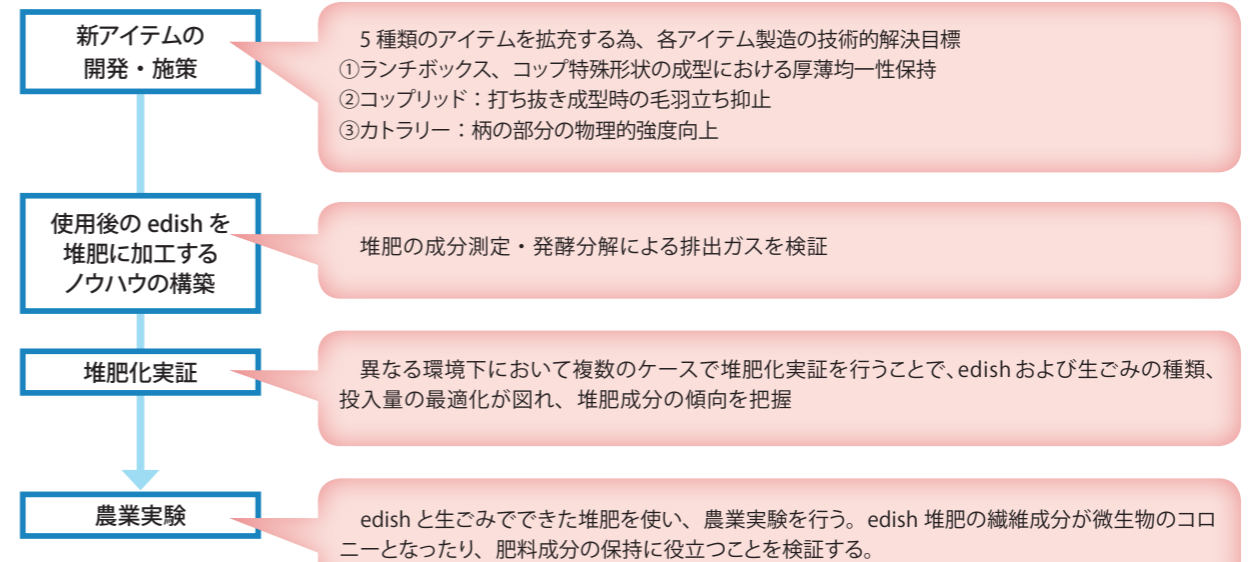 新アイテムの
開発・施策
5種類のアイテムを拡充する為、各アイテム製造の技術的解決目標
①ランチボックス、コップ特殊形状の成型における厚薄均一性保持
②コップリッド：打ち抜き成型時の毛羽立ち抑止
③カトラリー：柄の部分の物理的強度向上
使用後の edish を
堆肥に加工する
ノウハウの構築
堆肥の成分測定・発酵分解による排出ガスを検証
堆肥化実証
異なる環境下において複数のケースで堆肥化実証を行うことで、edish および生ごみの種類、
投入量の最適化が図れ、堆肥成分の傾向を把握
農業実験
edish と生ごみでできた堆肥を使い、農業実験を行う。edish 堆肥の繊維成分が微生物のコロ
ニーとなったり、肥料成分の保持に役立つことを検証する。